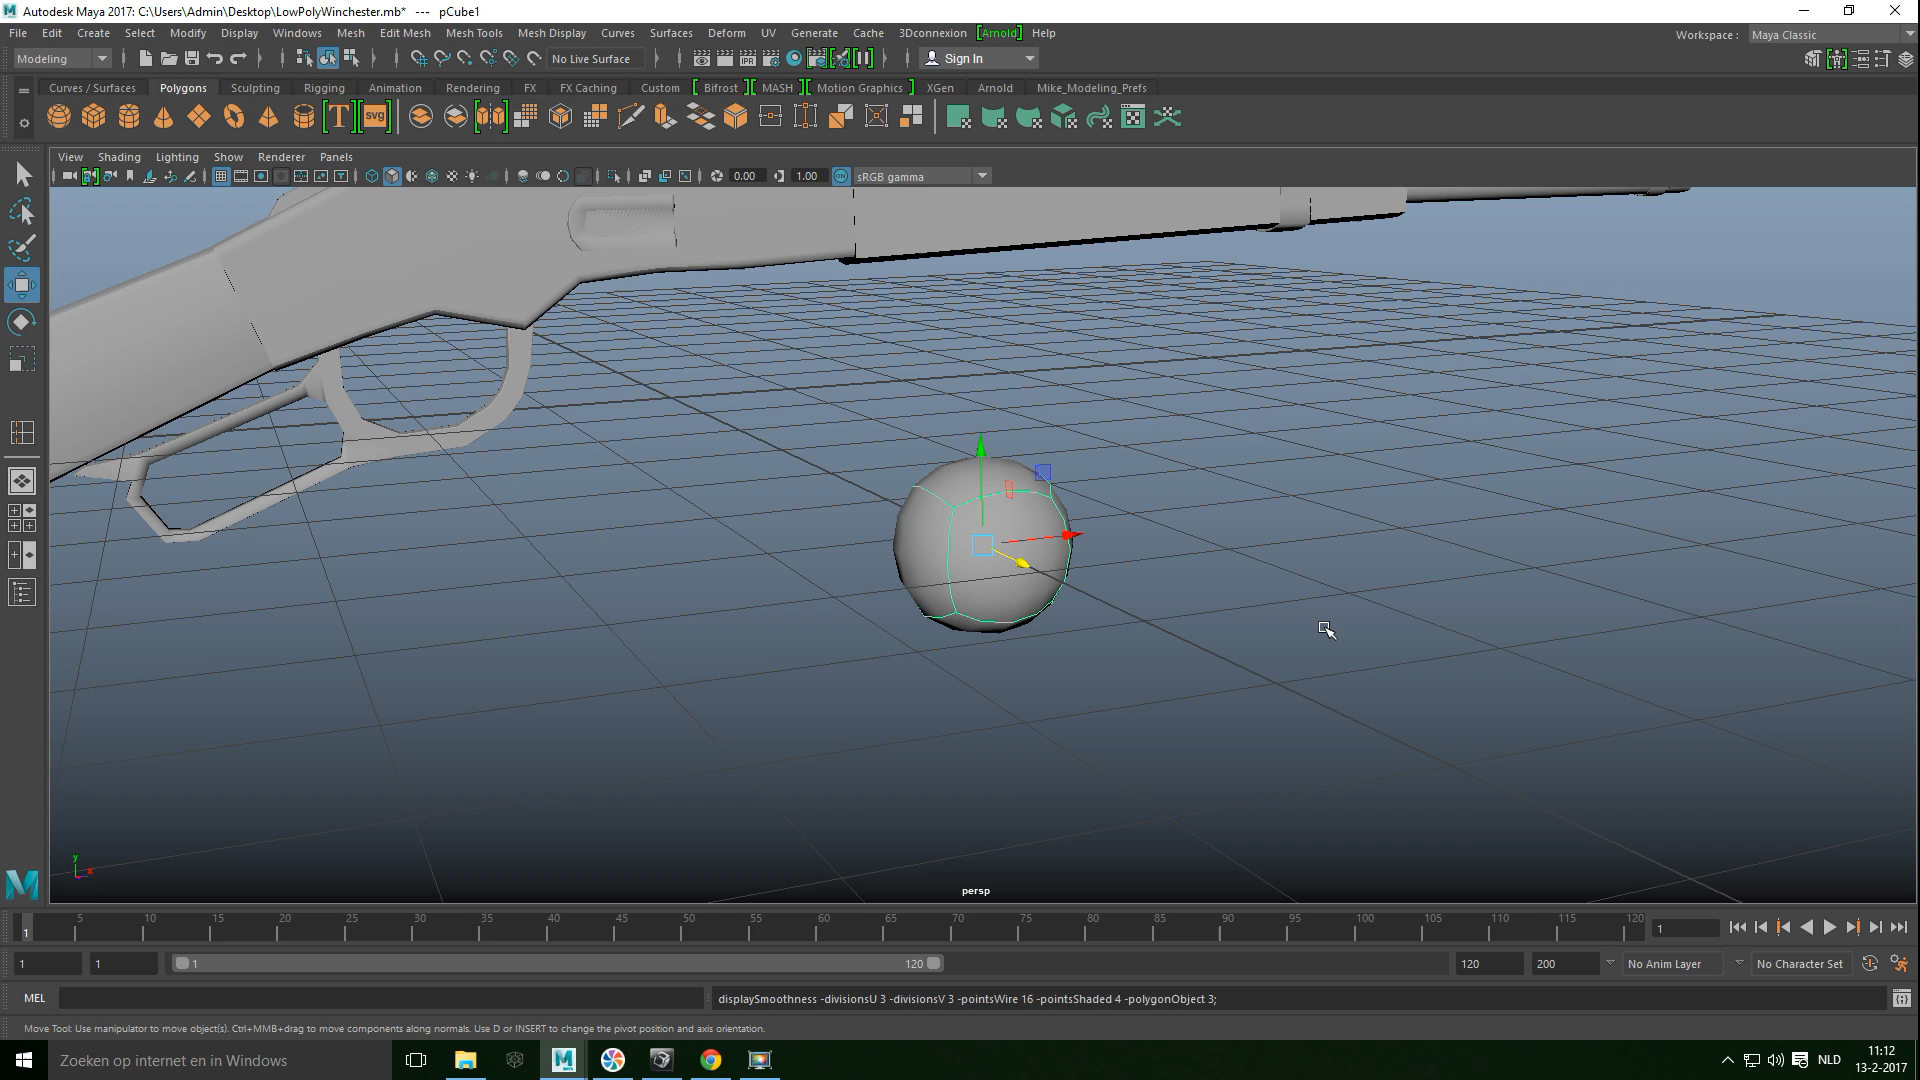 Autodesk Maya 2017: C:\Users\Admin\Desktop\LowPolyWinchester.mb* --- pCube1
File Edit Create Select Modify Display Windows Mesh Edit Mesh Mesh Tools Mesh Display Curves Surfaces Deform UV Generate Cache 3Dconnexion [Arnold] Help
Workspace : Maya Classic
Modeling No Live Surface Sign In
IPR
Curves / Surfaces Polygons Sculpting Rigging Animation Rendering FX FX Caching Custom Bifrost MASH Motion Graphics XGen Arnold Mike_Modeling_Prefs
T svg
View Shading Lighting Show Renderer Panels
0.00 1.00 ON sRGB gamma
y
x
persp
5 10 15 20 25 30 35 40 45 50 55 60 65 70 75 80 85 90 95 100 105 110 115 120
1 1
1 1 1 120 120 200 No Anim Layer No Character Set
MEL displaySmoothness -divisionsU 3 -divisionsV 3 -pointsWire 16 -pointsShaded 4 -polygonObject 3;
Move Tool: Use manipulator to move object(s). Ctrl+MMB+drag to move components along normals. Use D or INSERT to change the pivot position and axis orientation.
Zoeken op internet en in Windows
NLD
11:12
13-2-2017